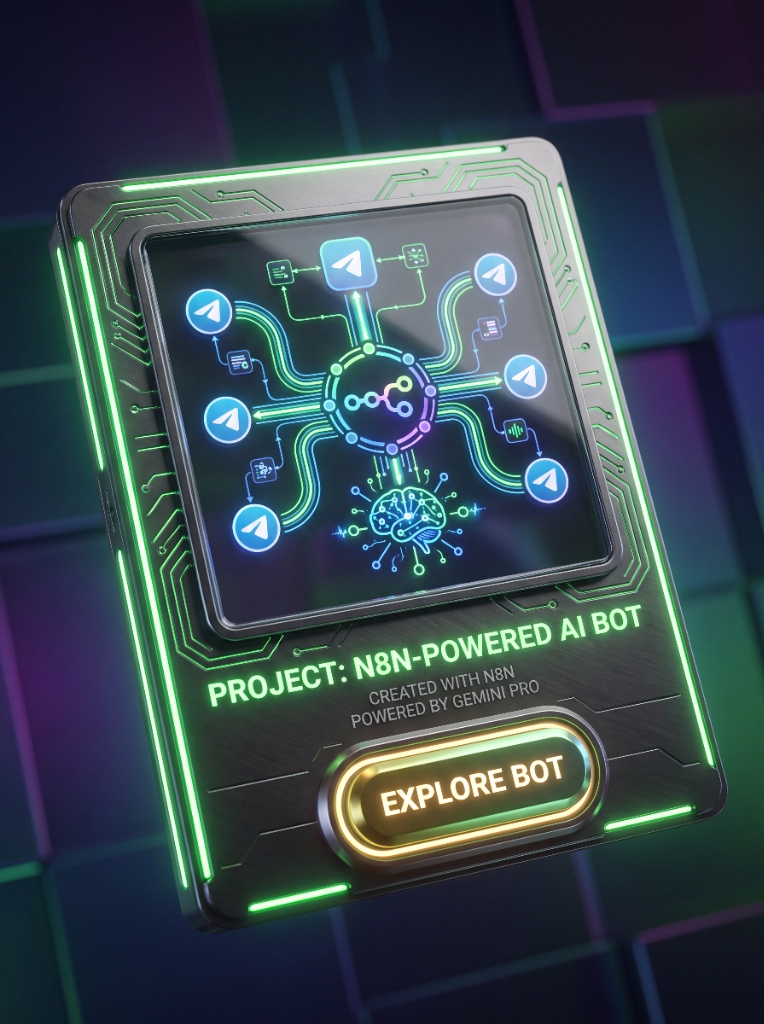 PROJECT: N8N-POWERED AI BOT
CREATED WITH N8N
POWERED BY GEMINI PRO
EXPLORE BOT